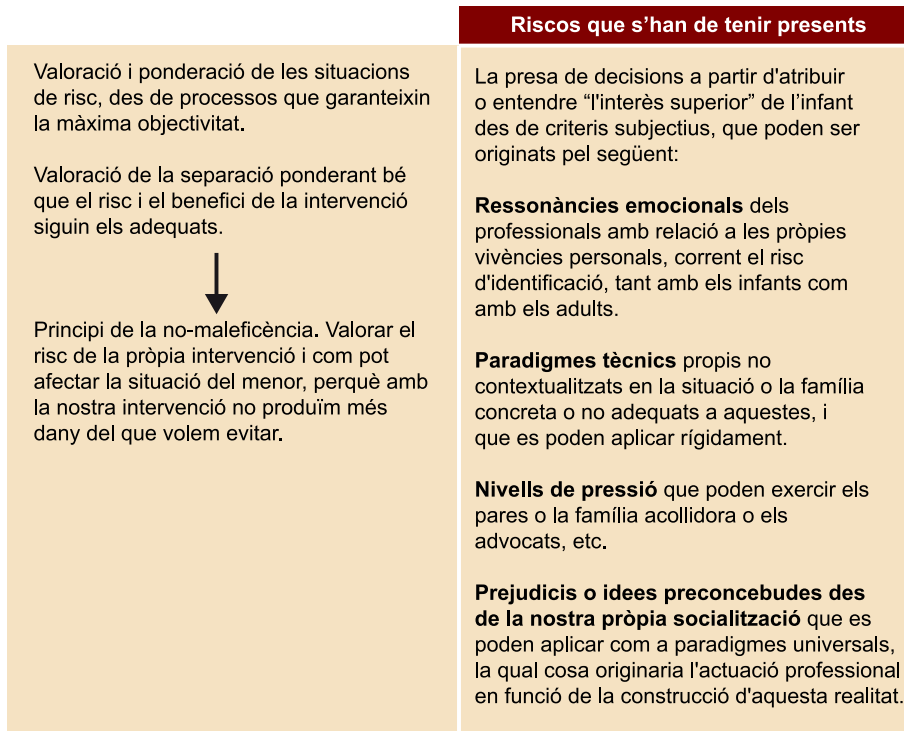 Riscos que s’han de tenir presents
Valoració i ponderació de les situacions
de risc, des de processos que garanteixin
la màxima objectivitat.
Valoració de la separació ponderant bé
que el risc i el benefici de la intervenció
siguin els adequats.
Principi de la no-maleficència. Valorar el
risc de la pròpia intervenció i com pot
afectar la situació del menor, perquè amb
la nostra intervenció no produïm més
dany del que volem evitar.
La presa de decisions a partir d'atribuir
o entendre “l'interès superior” de l’infant
des de criteris subjectius, que poden ser
originats pel següent:
Ressonàncies emocionals dels
professionals amb relació a les pròpies
vivències personals, corrent el risc
d'identificació, tant amb els infants com
amb els adults.
Paradigmes tècnics propis no
contextualitzats en la situació o la família
concreta o no adequats a aquestes, i
que es poden aplicar rígidament.
Nivells de pressió que poden exercir els
pares o la família acollidora o els
advocats, etc.
Prejudicis o idees preconcebudes des
de la nostra pròpia socialització que es
poden aplicar com a paradigmes universals,
la qual cosa originaria l'actuació professional
en funció de la construcció d'aquesta realitat.